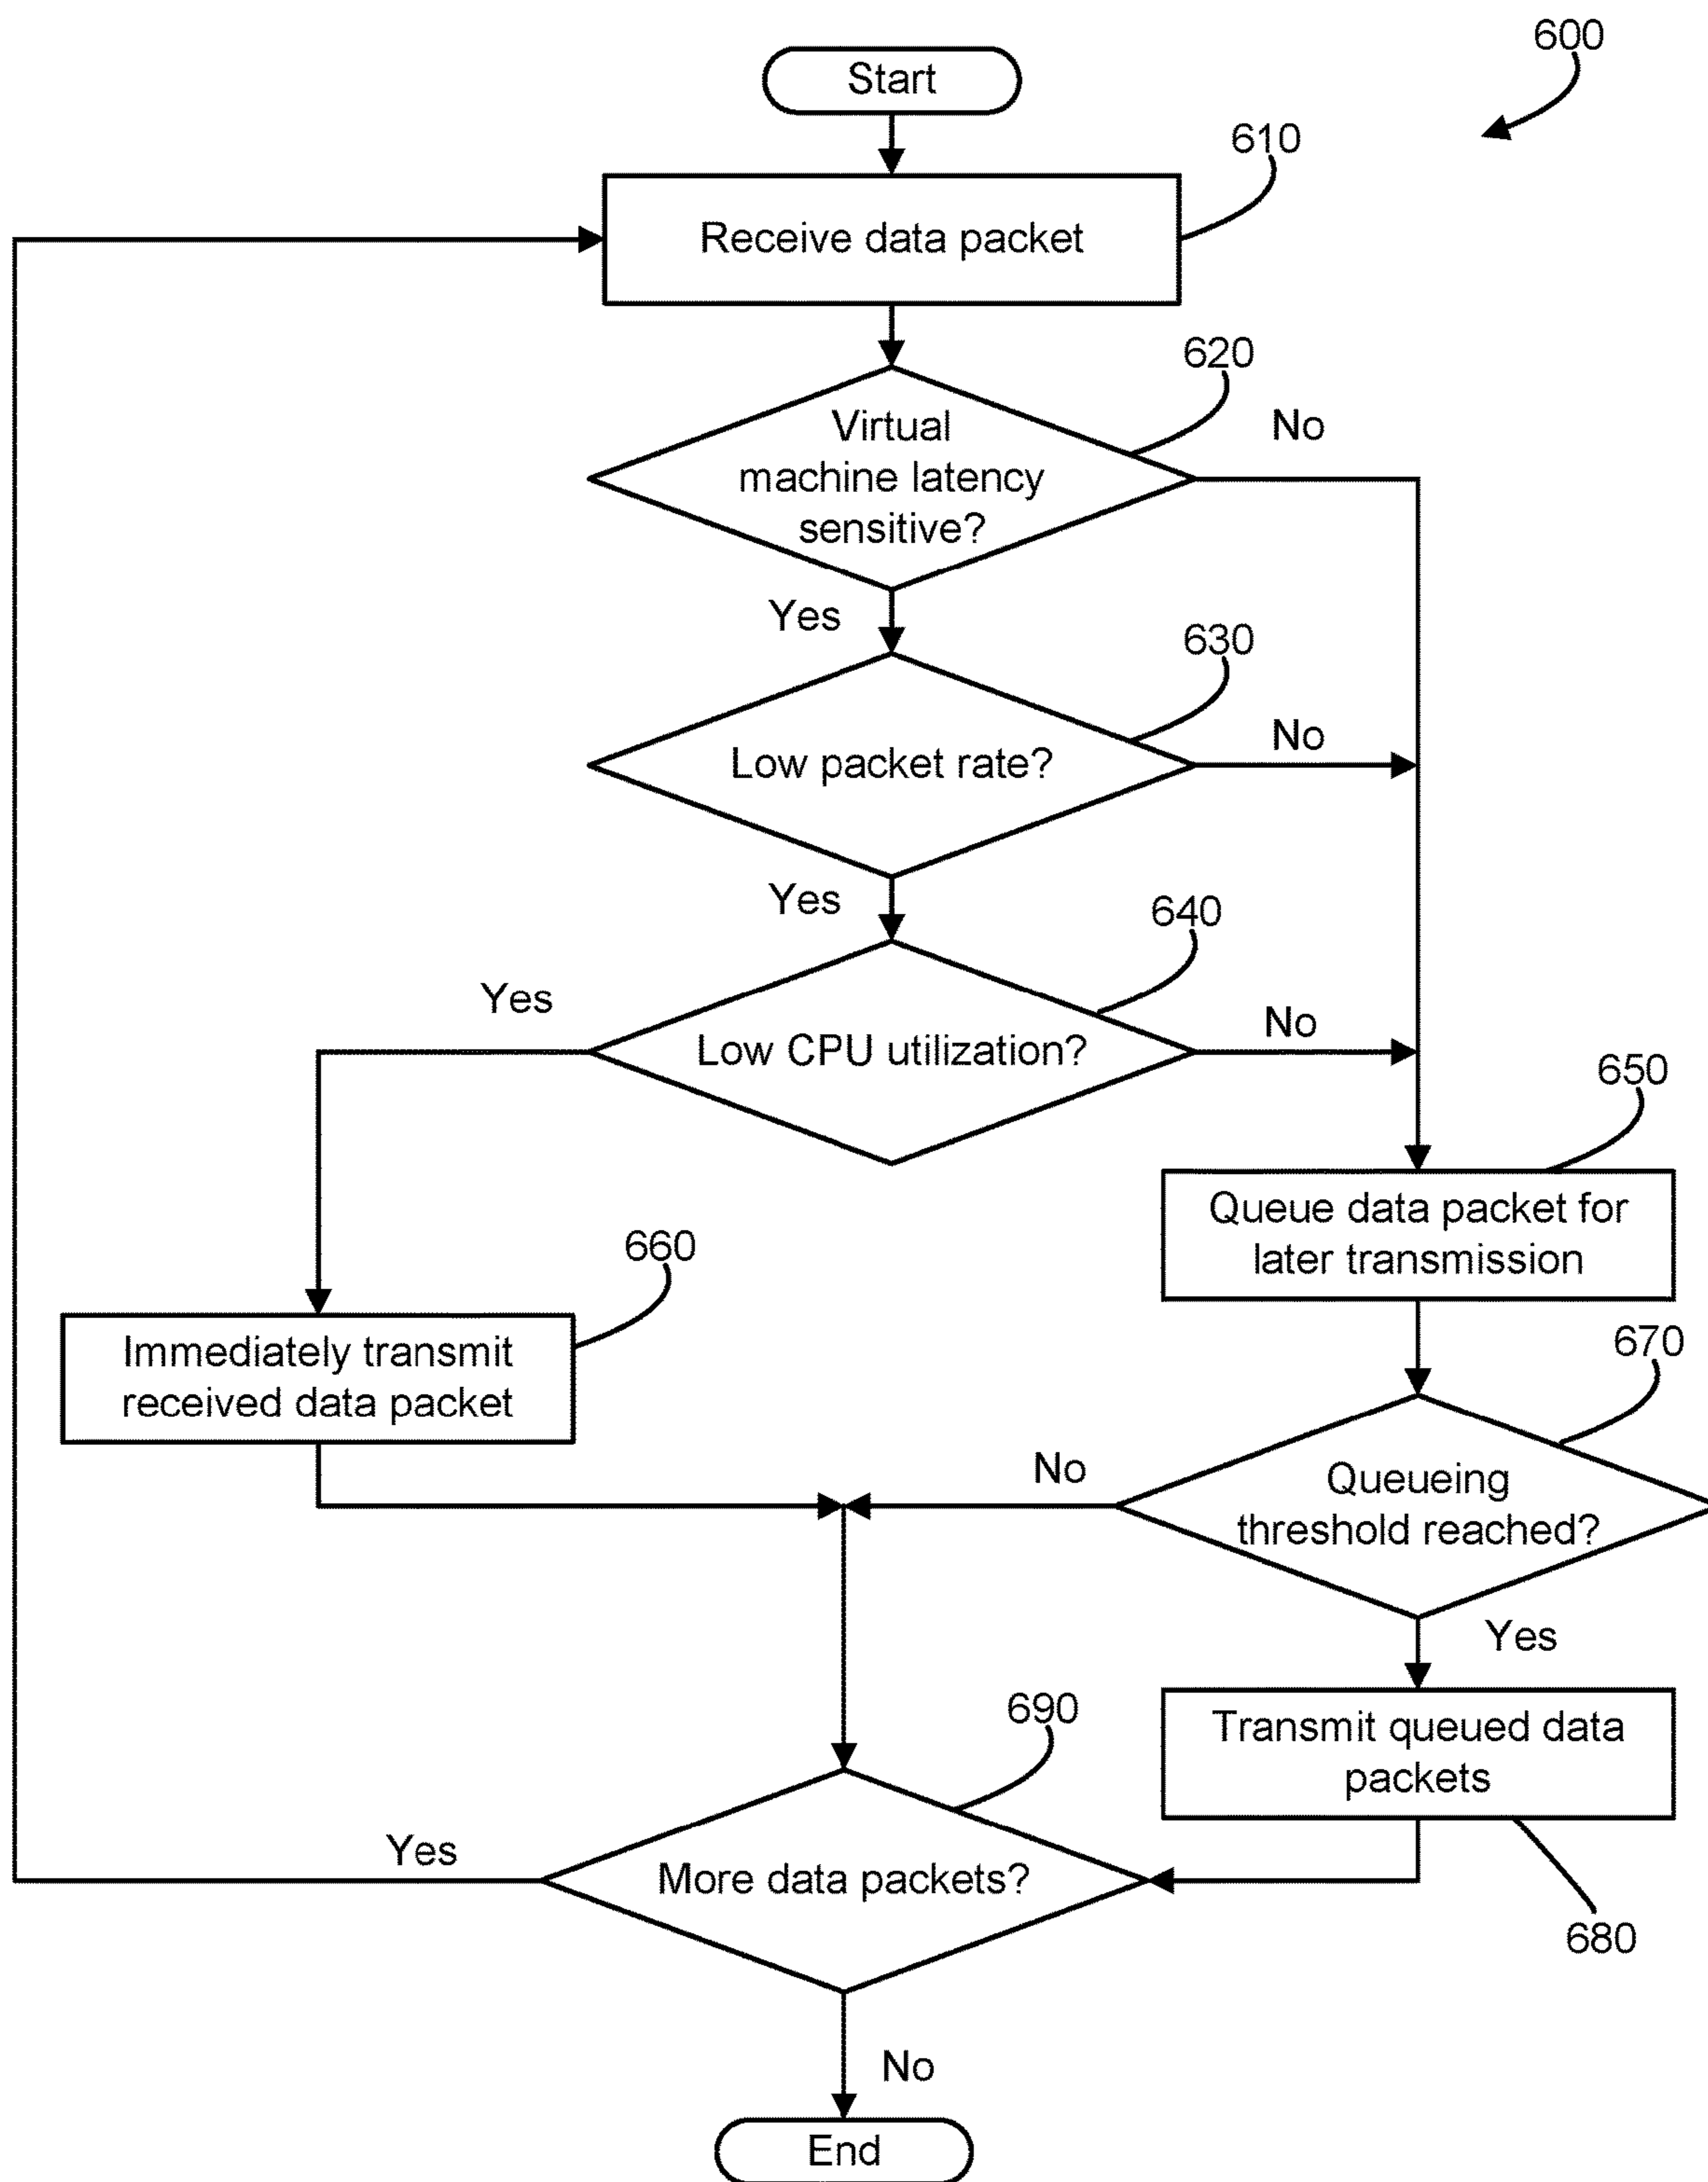 600
Start
610
Receive data packet
620
Virtual
machine latency
sensitive?
No
Yes
630
Low packet rate?
No
Yes
640
Yes
Low CPU utilization?
No
650
Queue data packet for
later transmission
660
Immediately transmit
received data packet
670
No
Queueing
threshold reached?
Yes
690
Transmit queued data
packets
Yes
More data packets?
680
No
End